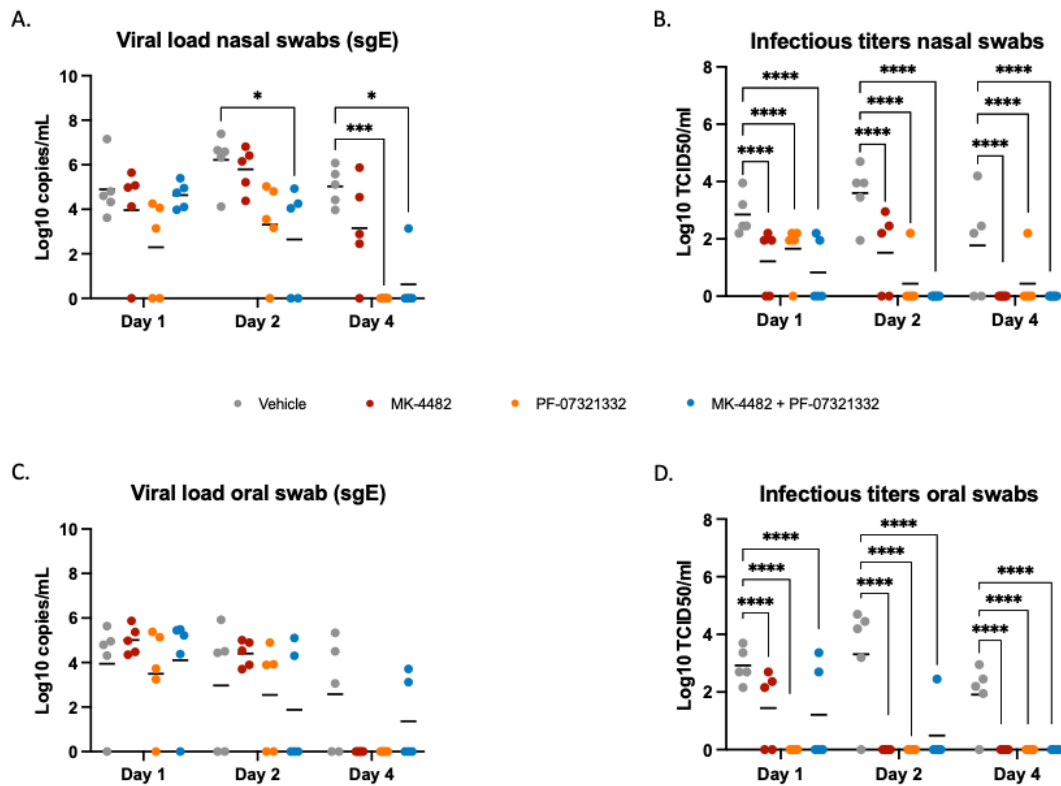 A.
Viral load nasal swabs (sgE)
Log10 copies/mL
10
8
6
4
2
0
*
*
***
Day 1
Day 2
Day 4
B.
Infectious titers nasal swabs
Log10 TCID50/ml
8
6
4
2
0
****
****
****
****
****
****
****
****
****
Day 1
Day 2
Day 4
Vehicle
MK-4482
PF-07321332
MK-4482 + PF-07321332
C.
Viral load oral swab (sgE)
Log10 copies/mL
10
8
6
4
2
0
Day 1
Day 2
Day 4
D.
Infectious titers oral swabs
Log10 TCID50/ml
8
6
4
2
0
****
****
****
****
****
****
****
****
****
Day 1
Day 2
Day 4